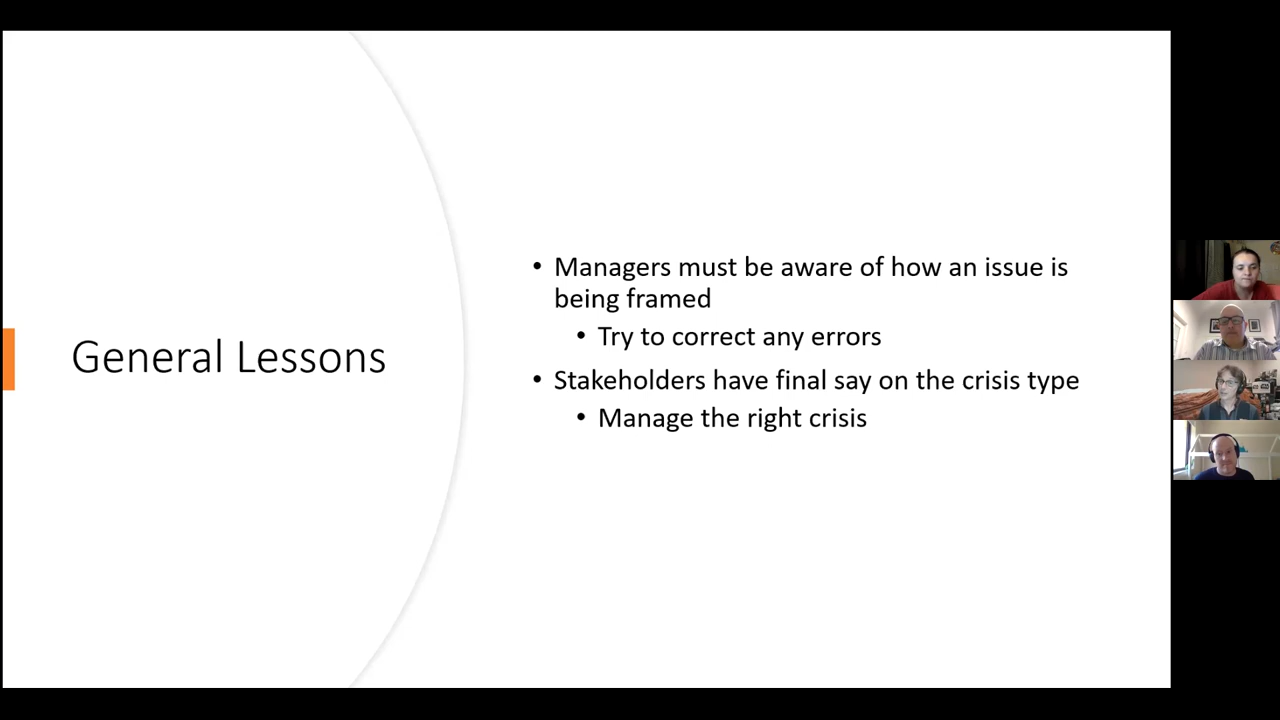 General Lessons
• Managers must be aware of how an issue is
being framed
• Try to correct any errors
• Stakeholders have final say on the crisis type
• Manage the right crisis